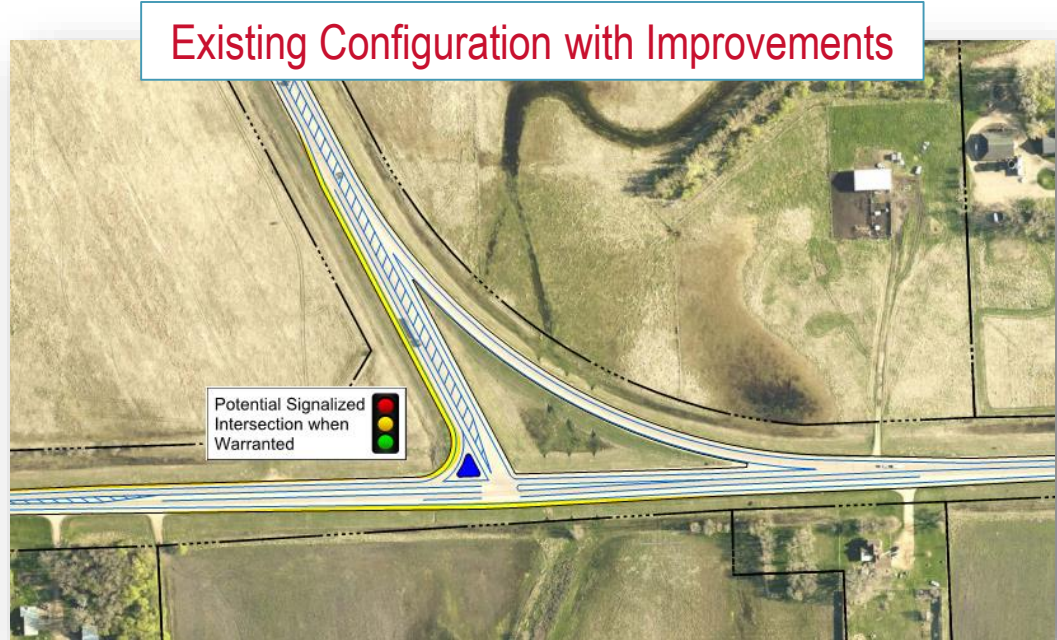 Existing Configuration with Improvements
Potential Signalized
Intersection when
Warranted